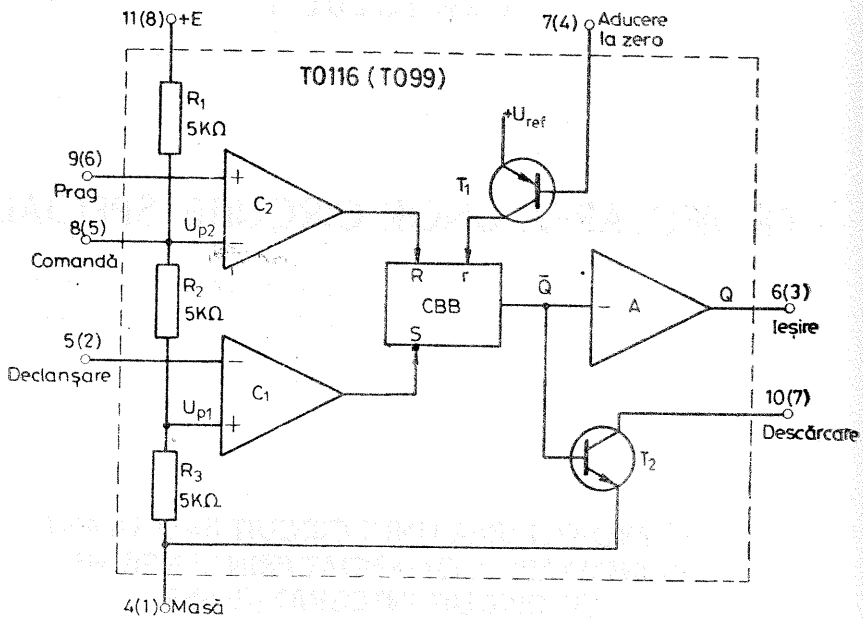 11(8) +E
7(4) Aducere
la zero
TO116 (TO99)
R1
5KΩ
+Uref
9(6)
Prag
T1
C2
8(5)
Comandă
Up2
R r
R2
5KΩ
CBB
Q̅
A
Q
6(3)
Ieșire
S
5(2)
Declanșare
C1
Up1
10(7)
Descărcare
T2
R3
5KΩ
4(1) Masă